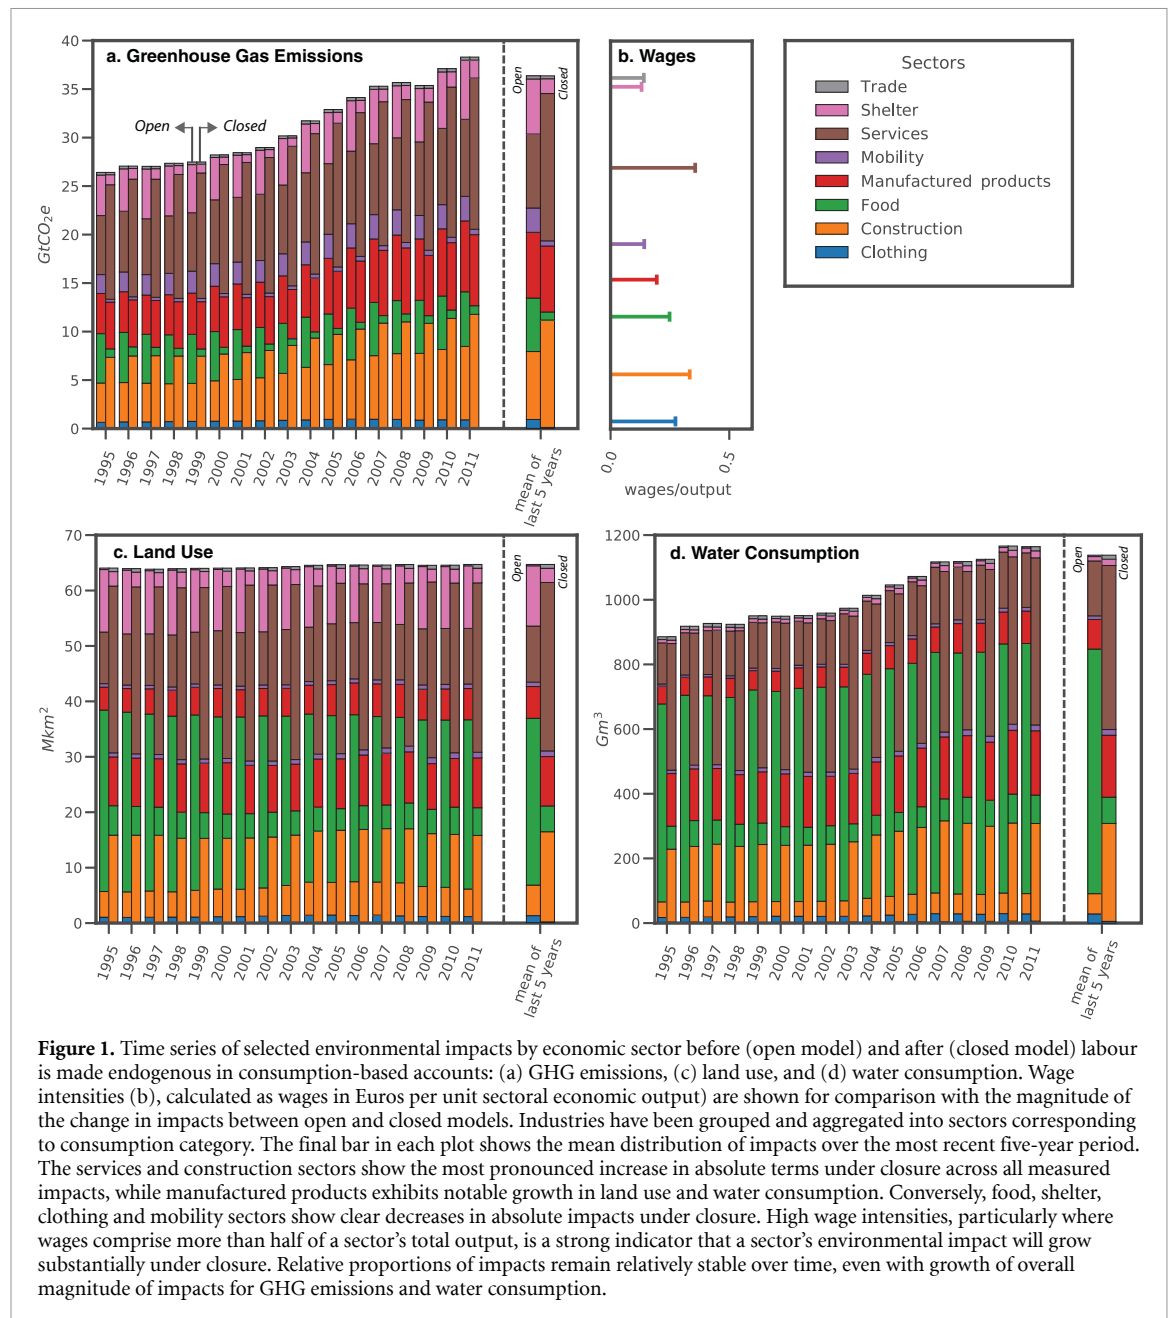 a. Greenhouse Gas Emissions
40
35
30
25
20
15
10
5
0
GtCO2e
Open
Closed
Open
Closed
1995
1996
1997
1998
1999
2000
2001
2002
2003
2004
2005
2006
2007
2008
2009
2010
2011
mean of
last 5 years
b. Wages
0.0
0.5
wages/output
Sectors
Trade
Shelter
Services
Mobility
Manufactured products
Food
Construction
Clothing
c. Land Use
70
60
50
40
30
20
10
0
Mkm2
Open
Closed
1995
1996
1997
1998
1999
2000
2001
2002
2003
2004
2005
2006
2007
2008
2009
2010
2011
mean of
last 5 years
d. Water Consumption
1200
1000
800
600
400
200
0
Gm3
Open
Closed
1995
1996
1997
1998
1999
2000
2001
2002
2003
2004
2005
2006
2007
2008
2009
2010
2011
mean of
last 5 years
Figure 1. Time series of selected environmental impacts by economic sector before (open model) and after (closed model) labour
is made endogenous in consumption-based accounts: (a) GHG emissions, (c) land use, and (d) water consumption. Wage
intensities (b), calculated as wages in Euros per unit sectoral economic output) are shown for comparison with the magnitude of
the change in impacts between open and closed models. Industries have been grouped and aggregated into sectors corresponding
to consumption category. The final bar in each plot shows the mean distribution of impacts over the most recent five-year period.
The services and construction sectors show the most pronounced increase in absolute terms under closure across all measured
impacts, while manufactured products exhibits notable growth in land use and water consumption. Conversely, food, shelter,
clothing and mobility sectors show clear decreases in absolute impacts under closure. High wage intensities, particularly where
wages comprise more than half of a sector's total output, is a strong indicator that a sector's environmental impact will grow
substantially under closure. Relative proportions of impacts remain relatively stable over time, even with growth of overall
magnitude of impacts for GHG emissions and water consumption.